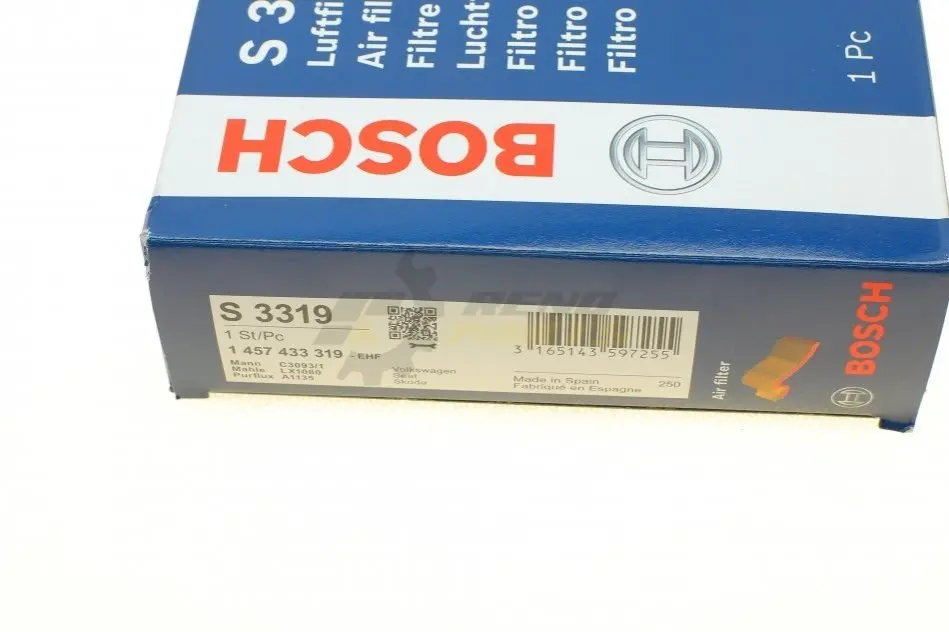 S 3
Luftfi
Air fil
Filtre
Lucht
Filtro
Filtro
Filtro
1 Pc
BOSCH
S 3319
1 St/Pc
1 457 433 319 - EHF
Mann C3093/1
Mahle LX1080
Purflux A1135
Volkswagen
Seat
Skoda
3 165143 597255
Made in Spain
Fabriqué en Espagne
250
Air filter
BOSCH